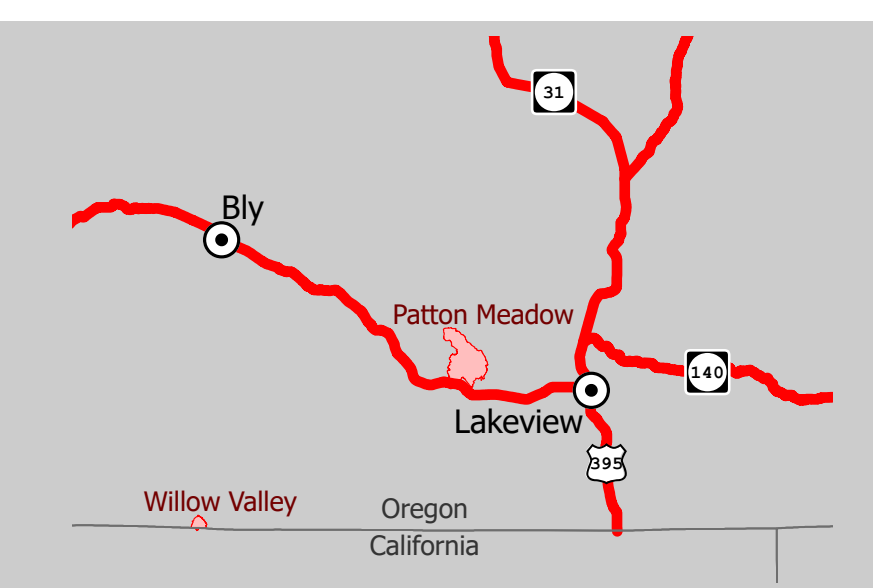 31
Bly
Patton Meadow
140
Lakeview
395
Willow Valley
Oregon
California